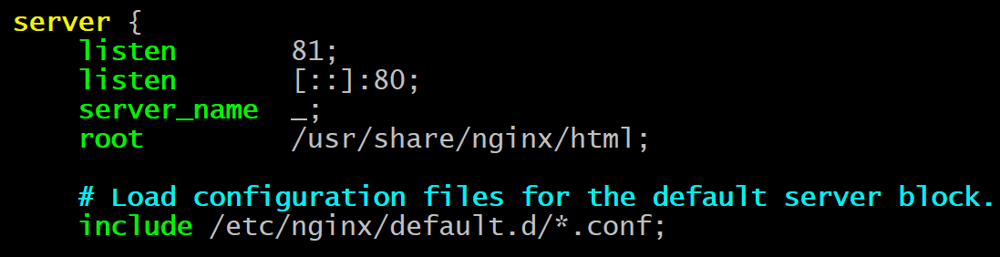 server {
    listen       81;
    listen       [::]:80;
    server_name  _;
    root         /usr/share/nginx/html;

    # Load configuration files for the default server block.
    include /etc/nginx/default.d/*.conf;